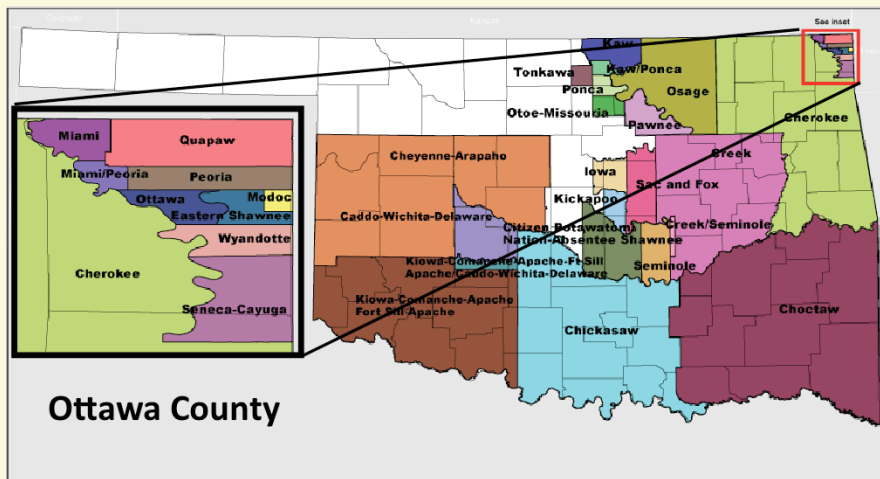 Colorado
Kansas
See inset
Kaw
Kaw/Ponca
Tonkawa
Ponca
Osage
Otoe-Missouria
Cherokee
Pawnee
Miami
Quapaw
Miami/Peoria
Peoria
Ottawa
Modoc
Eastern Shawnee
Wyandotte
Cherokee
Seneca-Cayuga
Cheyenne-Arapaho
Creek
Iowa
Sac and Fox
Kickapoo
Caddo-Wichita-Delaware
Citizen Potawatomi
Nation-Absentee Shawnee
Creek/Seminole
Kiowa-Comanche-Apache-Ft Sill
Apache/Caddo-Wichita-Delaware
Seminole
Kiowa-Comanche-Apache
Fort Sill Apache
Choctaw
Chickasaw
Ottawa County